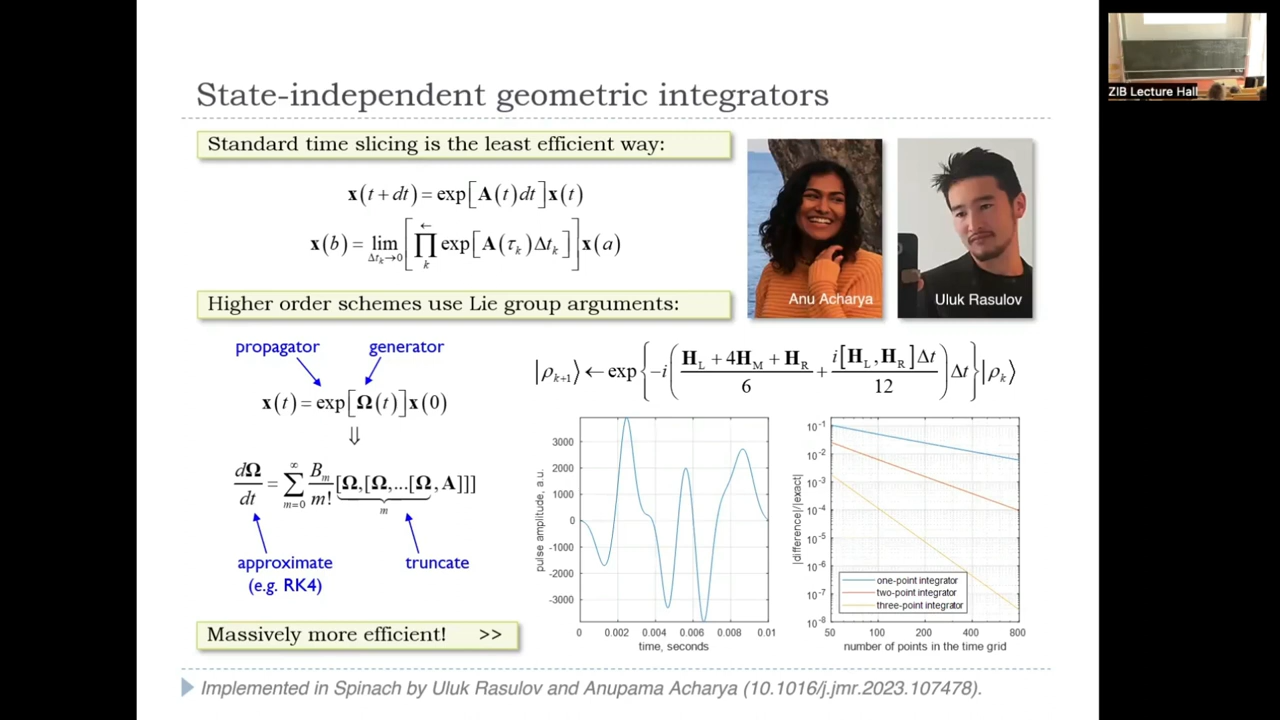 State-independent geometric integrators
Standard time slicing is the least efficient way:
x(t + dt) = exp[A(t)dt]x(t)
x(b) = lim_{Δt_k→0} [∏_k^← exp[A(τ_k)Δt_k]] x(a)
Higher order schemes use Lie group arguments:
propagator generator
x(t) = exp[Ω(t)]x(0)
⇓
dΩ/dt = ∑_{m=0}^{∞} B_m/m! [Ω,[Ω,...[Ω,A]]]
m
approximate truncate
(e.g. RK4)
Massively more efficient! >>
Anu Acharya
Uluk Rasulov
|ρ_{k+1}⟩ ← exp{−i((H_L + 4H_M + H_R)/6 + i[H_L,H_R]Δt/12)Δt}|ρ_k⟩
pulse amplitude, a.u.
3000
2000
1000
0
-1000
-2000
-3000
0 0.002 0.004 0.006 0.008 0.01
time, seconds
|difference|/|exact|
10^-1
10^-2
10^-3
10^-4
10^-5
10^-6
10^-7
10^-8
one-point integrator
two-point integrator
three-point integrator
50 100 200 400 800
number of points in the time grid
Implemented in Spinach by Uluk Rasulov and Anupama Acharya (10.1016/j.jmr.2023.107478).
ZIB Lecture Hall